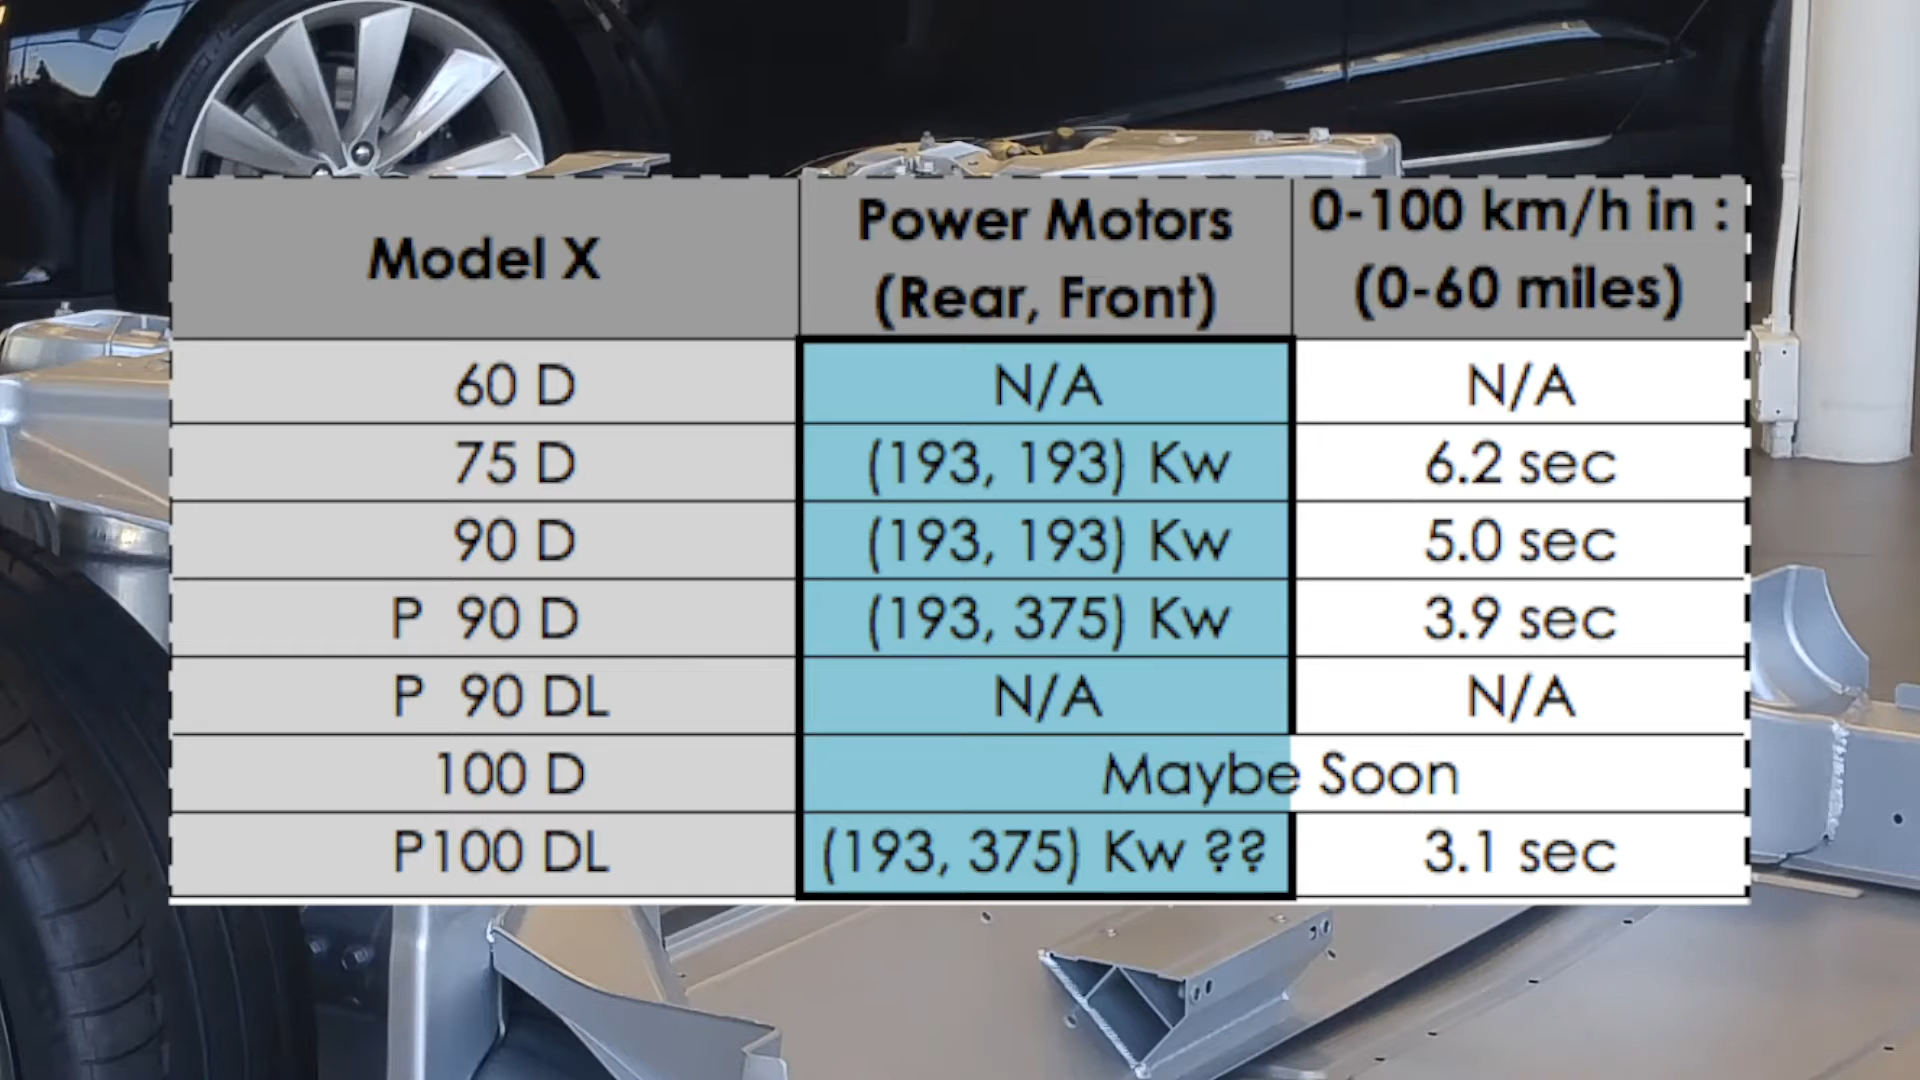 Model X
Power Motors
(Rear, Front)
0-100 km/h in :
(0-60 miles)
60 D N/A N/A
75 D (193, 193) Kw 6.2 sec
90 D (193, 193) Kw 5.0 sec
P 90 D (193, 375) Kw 3.9 sec
P 90 DL N/A N/A
100 D Maybe Soon
P100 DL (193, 375) Kw ?? 3.1 sec